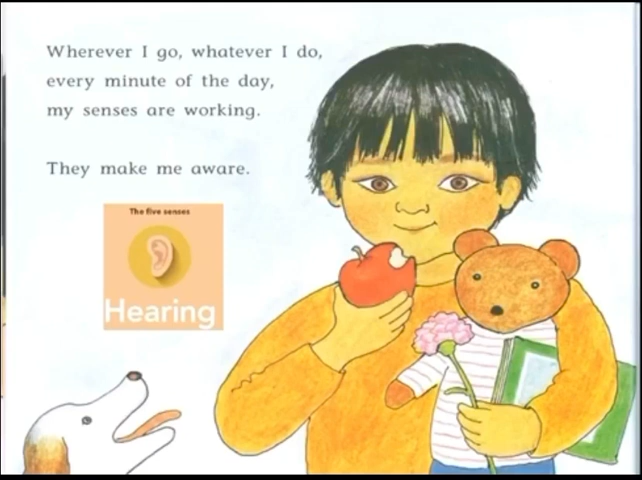 Wherever I go, whatever I do,
every minute of the day,
my senses are working.
They make me aware.
The five senses
Hearing